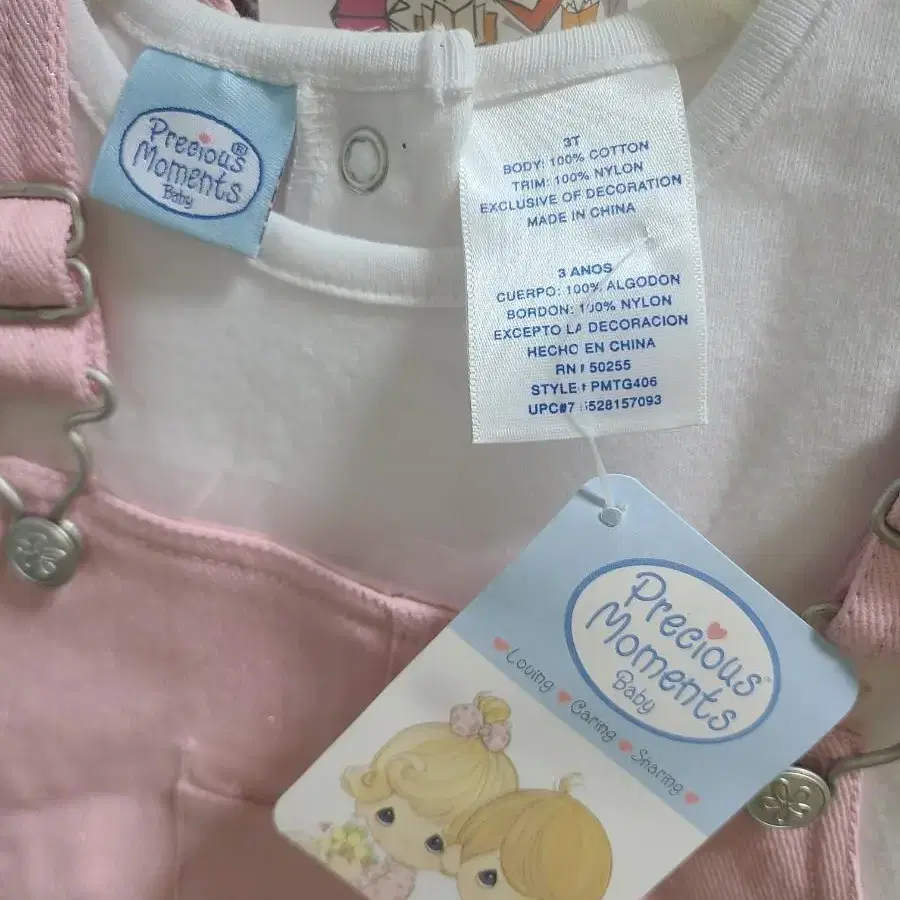 Precious
Moments
Baby
3T
BODY: 100% COTTON
TRIM: 100% NYLON
EXCLUSIVE OF DECORATION
MADE IN CHINA
3 ANOS
CUERPO: 100% ALGODON
BORDON: 100% NYLON
EXCEPTO LA DECORACION
HECHO EN CHINA
RN# 50255
STYLE# PMTG406
UPC#
Precious
Moments
Baby
Loving Caring Sharing